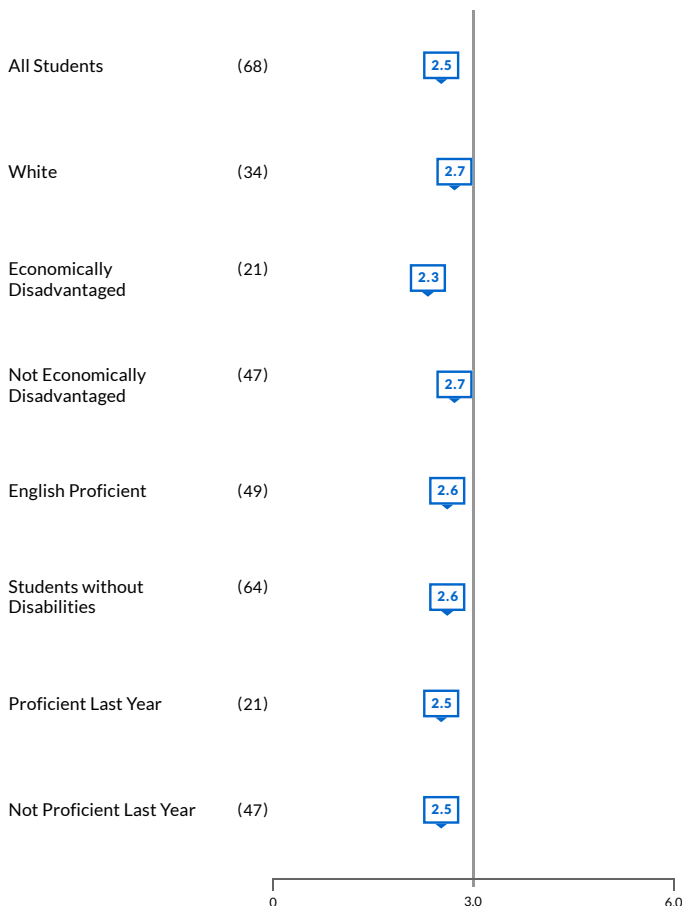 All Students (68) 2.5
White (34) 2.7
Economically (21) 2.3
Disadvantaged
Not Economically (47) 2.7
Disadvantaged
English Proficient (49) 2.6
Students without (64) 2.6
Disabilities
Proficient Last Year (21) 2.5
Not Proficient Last Year (47) 2.5
0 3.0 6.0